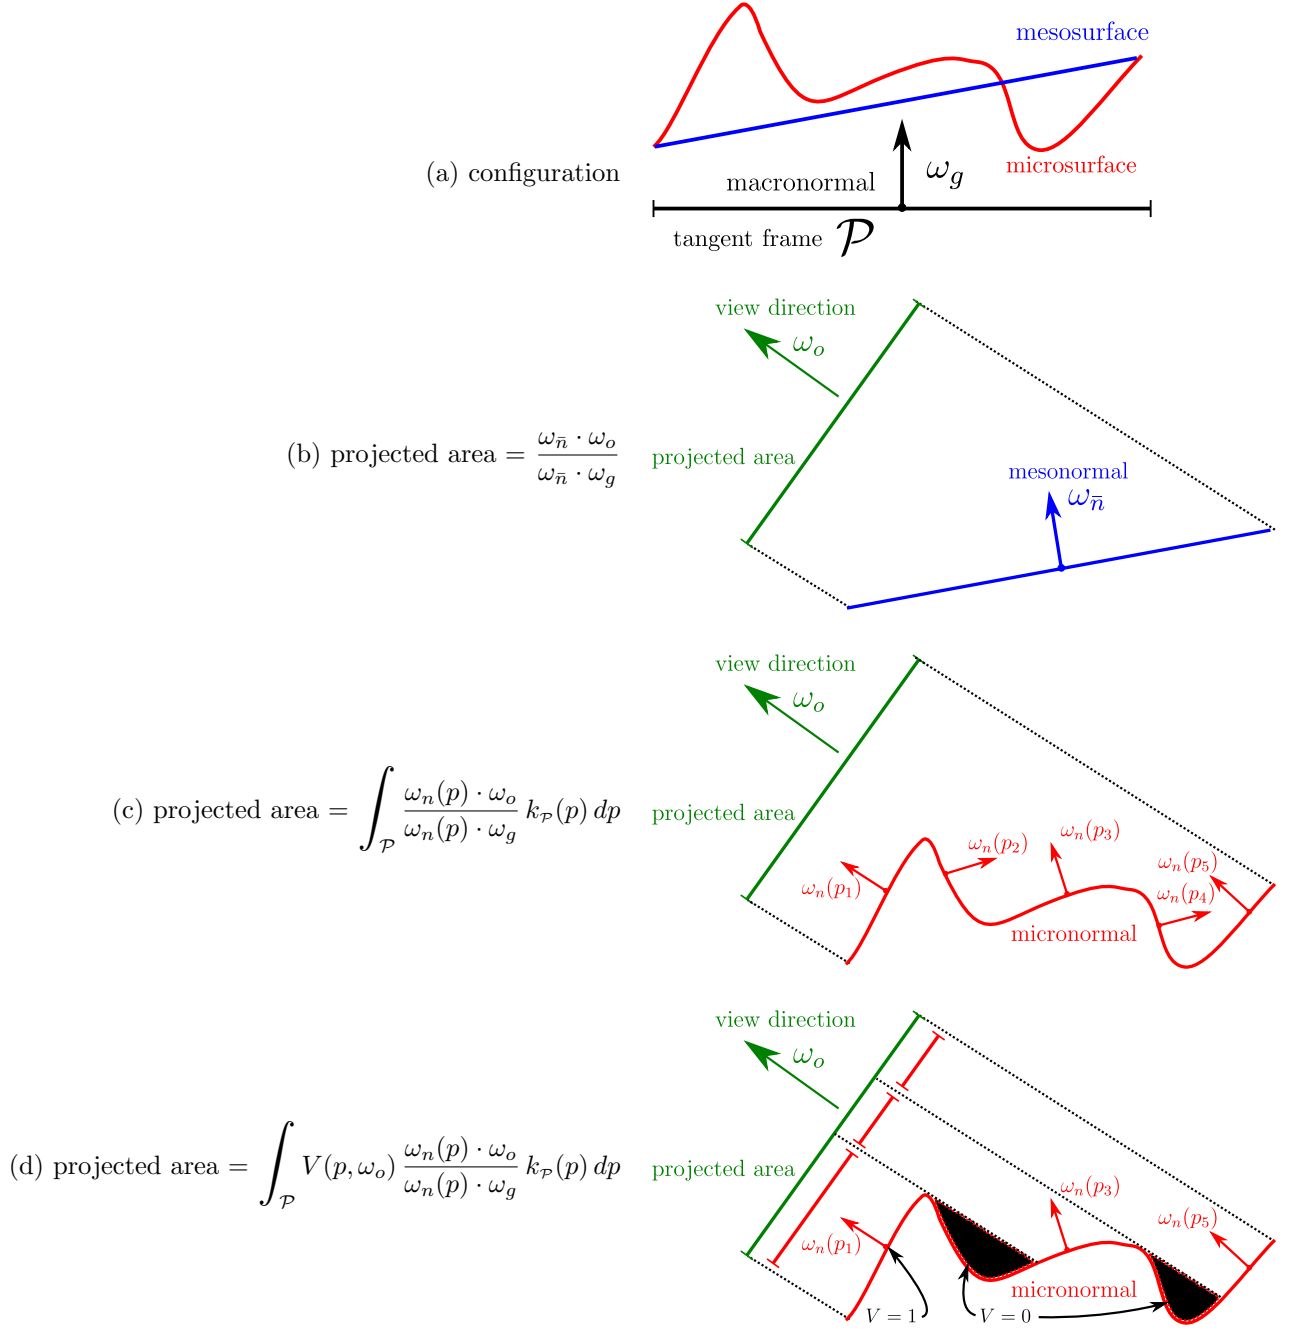 mesosurface
(a) configuration
macronormal
ω_g
microsurface
tangent frame 𝒫
view direction
ω_o
(b) projected area = (ω_n̄ · ω_o) / (ω_n̄ · ω_g)
projected area
mesonormal
ω_n̄
view direction
ω_o
(c) projected area = ∫_𝒫 (ω_n(p) · ω_o) / (ω_n(p) · ω_g) k_𝒫(p) dp
projected area
ω_n(p_1)
ω_n(p_2)
ω_n(p_3)
ω_n(p_5)
ω_n(p_4)
micronormal
view direction
ω_o
(d) projected area = ∫_𝒫 V(p, ω_o) (ω_n(p) · ω_o) / (ω_n(p) · ω_g) k_𝒫(p) dp
projected area
ω_n(p_1)
ω_n(p_3)
ω_n(p_5)
micronormal
V = 1
V = 0